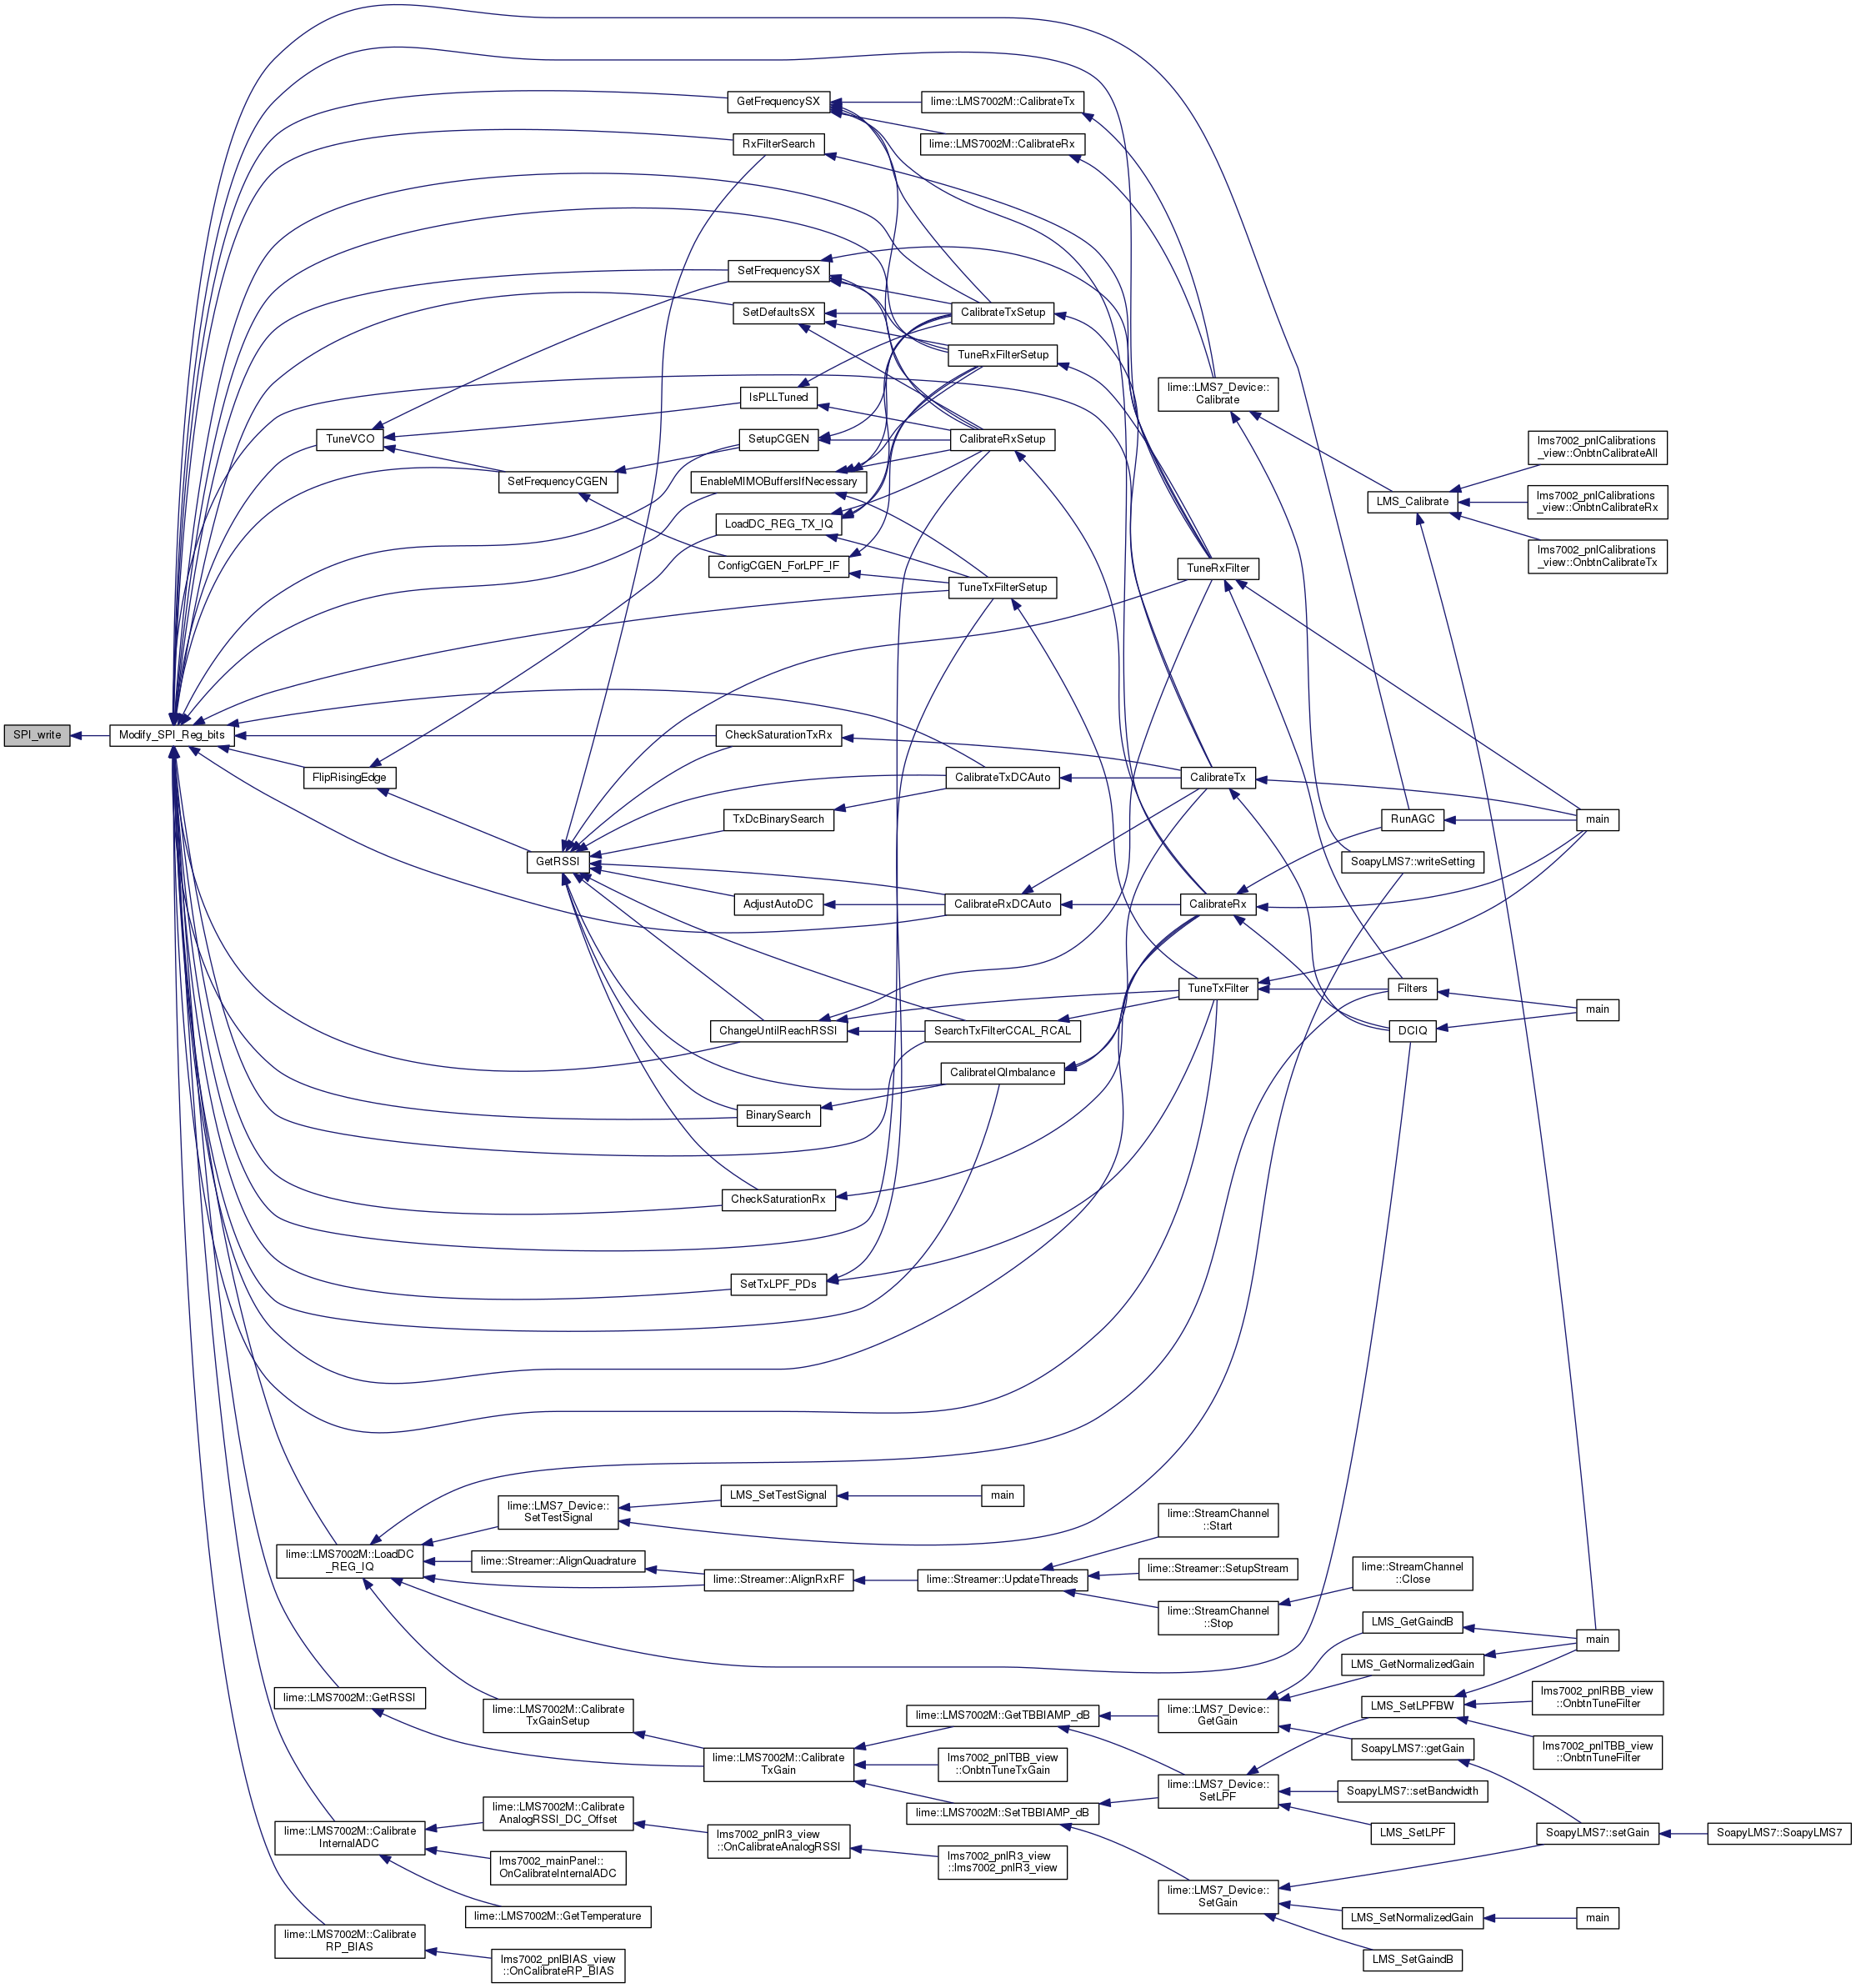 GetFrequencySX
lime::LMS7002M::CalibrateTx
RxFilterSearch
lime::LMS7002M::CalibrateRx
SetFrequencySX
SetDefaultsSX
CalibrateTxSetup
TuneRxFilterSetup
lime::LMS7_Device::
Calibrate
IsPLLTuned
TuneVCO
SetupCGEN
CalibrateRxSetup
lms7002_pnlCalibrations
_view::OnbtnCalibrateAll
SetFrequencyCGEN
EnableMIMOBuffersIfNecessary
LMS_Calibrate
lms7002_pnlCalibrations
_view::OnbtnCalibrateRx
LoadDC_REG_TX_IQ
lms7002_pnlCalibrations
_view::OnbtnCalibrateTx
ConfigCGEN_ForLPF_IF
TuneRxFilter
TuneTxFilterSetup
SPI_write
Modify_SPI_Reg_bits
CheckSaturationTxRx
FlipRisingEdge
CalibrateTxDCAuto
CalibrateTx
TxDcBinarySearch
RunAGC
main
GetRSSI
SoapyLMS7::writeSetting
AdjustAutoDC
CalibrateRxDCAuto
CalibrateRx
TuneTxFilter
Filters
main
ChangeUntilReachRSSI
SearchTxFilterCCAL_RCAL
DCIQ
CalibrateIQImbalance
BinarySearch
CheckSaturationRx
SetTxLPF_PDs
LMS_SetTestSignal
main
lime::LMS7_Device::
SetTestSignal
lime::StreamChannel
::Start
lime::LMS7002M::LoadDC
_REG_IQ
lime::Streamer::AlignQuadrature
lime::Streamer::AlignRxRF
lime::Streamer::UpdateThreads
lime::Streamer::SetupStream
lime::StreamChannel
::Close
lime::StreamChannel
::Stop
LMS_GetGaindB
main
LMS_GetNormalizedGain
lime::LMS7002M::GetRSSI
lime::LMS7002M::Calibrate
TxGainSetup
lime::LMS7002M::GetTBBIAMP_dB
lime::LMS7_Device::
GetGain
LMS_SetLPFBW
lms7002_pnlRBB_view
::OnbtnTuneFilter
lime::LMS7002M::Calibrate
TxGain
lms7002_pnlTBB_view
::OnbtnTuneTxGain
SoapyLMS7::getGain
lms7002_pnlTBB_view
::OnbtnTuneFilter
lime::LMS7_Device::
SetLPF
SoapyLMS7::setBandwidth
lime::LMS7002M::Calibrate
AnalogRSSI_DC_Offset
lime::LMS7002M::SetTBBIAMP_dB
LMS_SetLPF
lime::LMS7002M::Calibrate
InternalADC
lms7002_pnlR3_view
::OnCalibrateAnalogRSSI
SoapyLMS7::setGain
SoapyLMS7::SoapyLMS7
lms7002_mainPanel::
OnCalibrateInternalADC
lms7002_pnlR3_view
::lms7002_pnlR3_view
lime::LMS7_Device::
SetGain
lime::LMS7002M::GetTemperature
LMS_SetNormalizedGain
main
lime::LMS7002M::Calibrate
RP_BIAS
lms7002_pnlBIAS_view
::OnCalibrateRP_BIAS
LMS_SetGaindB